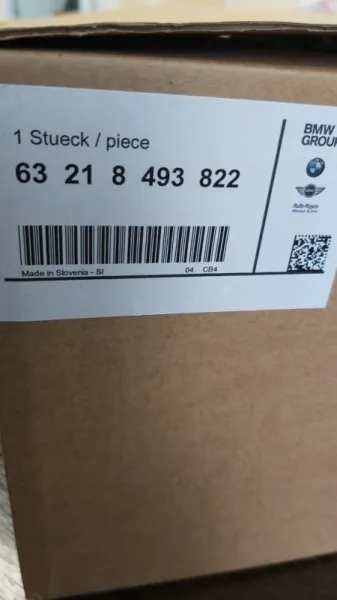 1 Stueck / piece
63 21 8 493 822
Made in Slovenia - SI 04 CB4
BMW
GROUP
Rolls-Royce
Motor Cars